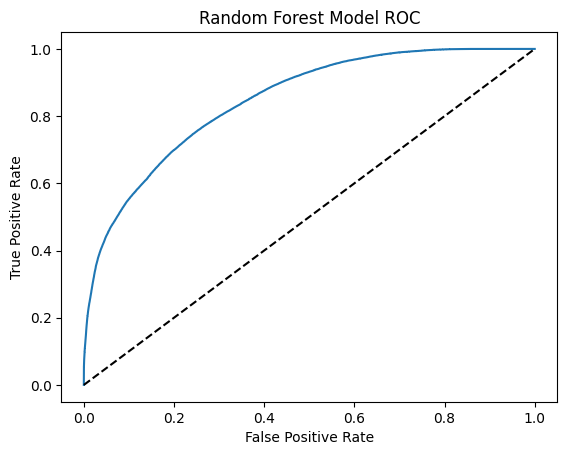 Random Forest Model ROC
1.0
0.8
0.6
0.4
0.2
0.0
True Positive Rate
0.0 0.2 0.4 0.6 0.8 1.0
False Positive Rate